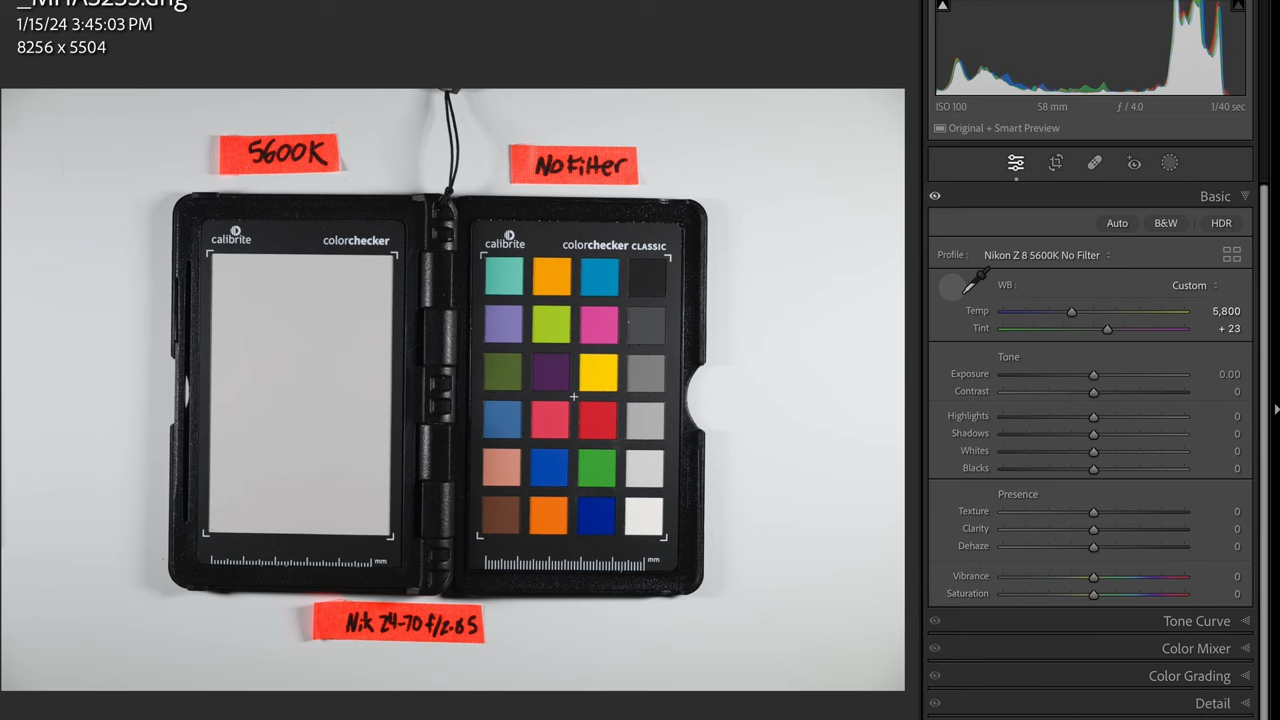 1/15/24 3:45:03 PM
8256 x 5504
5600K
No Filter
calibrite
colorchecker
calibrite
colorchecker CLASSIC
mm
mm
Nik 24-70 f/2.8 S
ISO 100
58 mm
ƒ / 4.0
1/40 sec
Original + Smart Preview
Basic
Auto
B&W
HDR
Profile :
Nikon Z 8 5600K No Filter
WB :
Custom
Temp
5,800
Tint
+ 23
Tone
Exposure
0.00
Contrast
0
Highlights
0
Shadows
0
Whites
0
Blacks
0
Presence
Texture
0
Clarity
0
Dehaze
0
Vibrance
0
Saturation
0
Tone Curve
Color Mixer
Color Grading
Detail